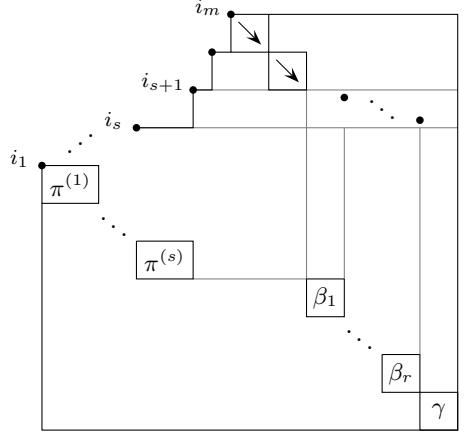 i_m
i_{s+1}
i_s
i_1
π^{(1)}
π^{(s)}
β_1
β_r
γ